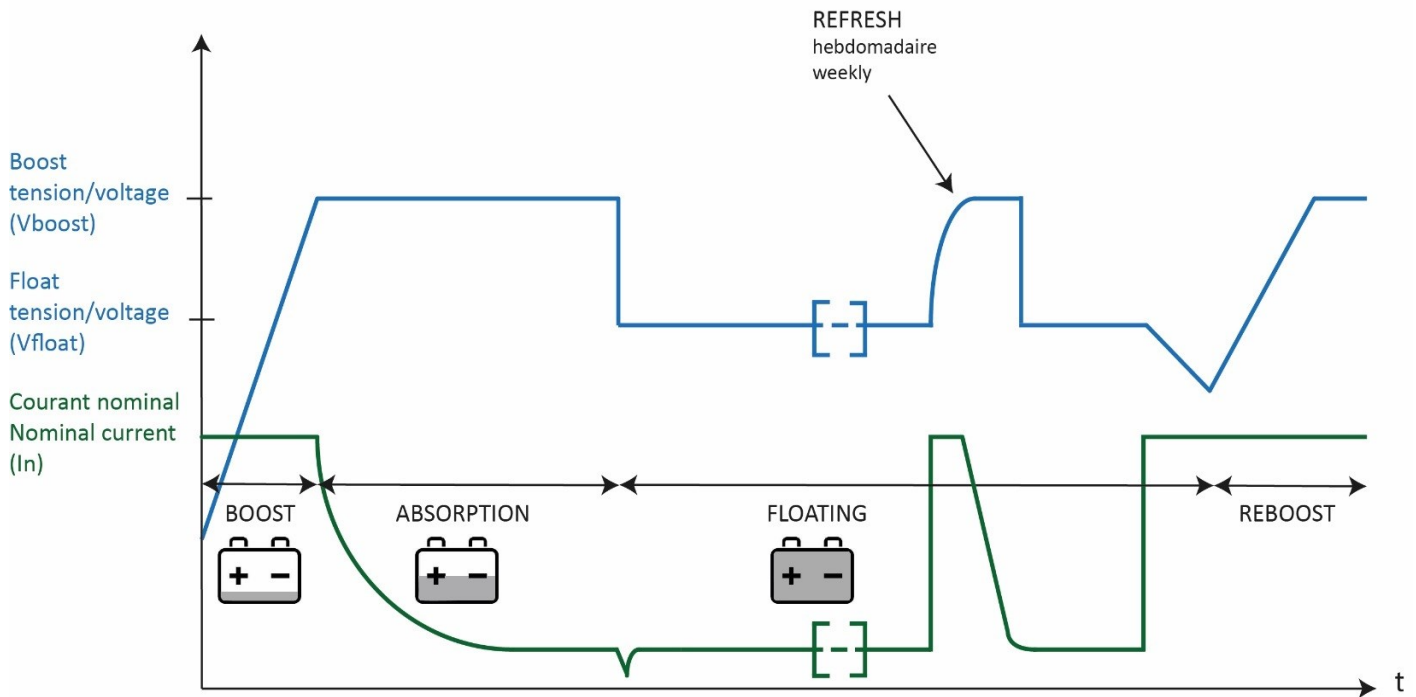 REFRESH
hebdomadaire
weekly
Boost
tension/voltage
(Vboost)
Float
tension/voltage
(Vfloat)
Courant nominal
Nominal current
(In)
BOOST
ABSORPTION
FLOATING
REBOOST
+ −
+ −
+ −
t